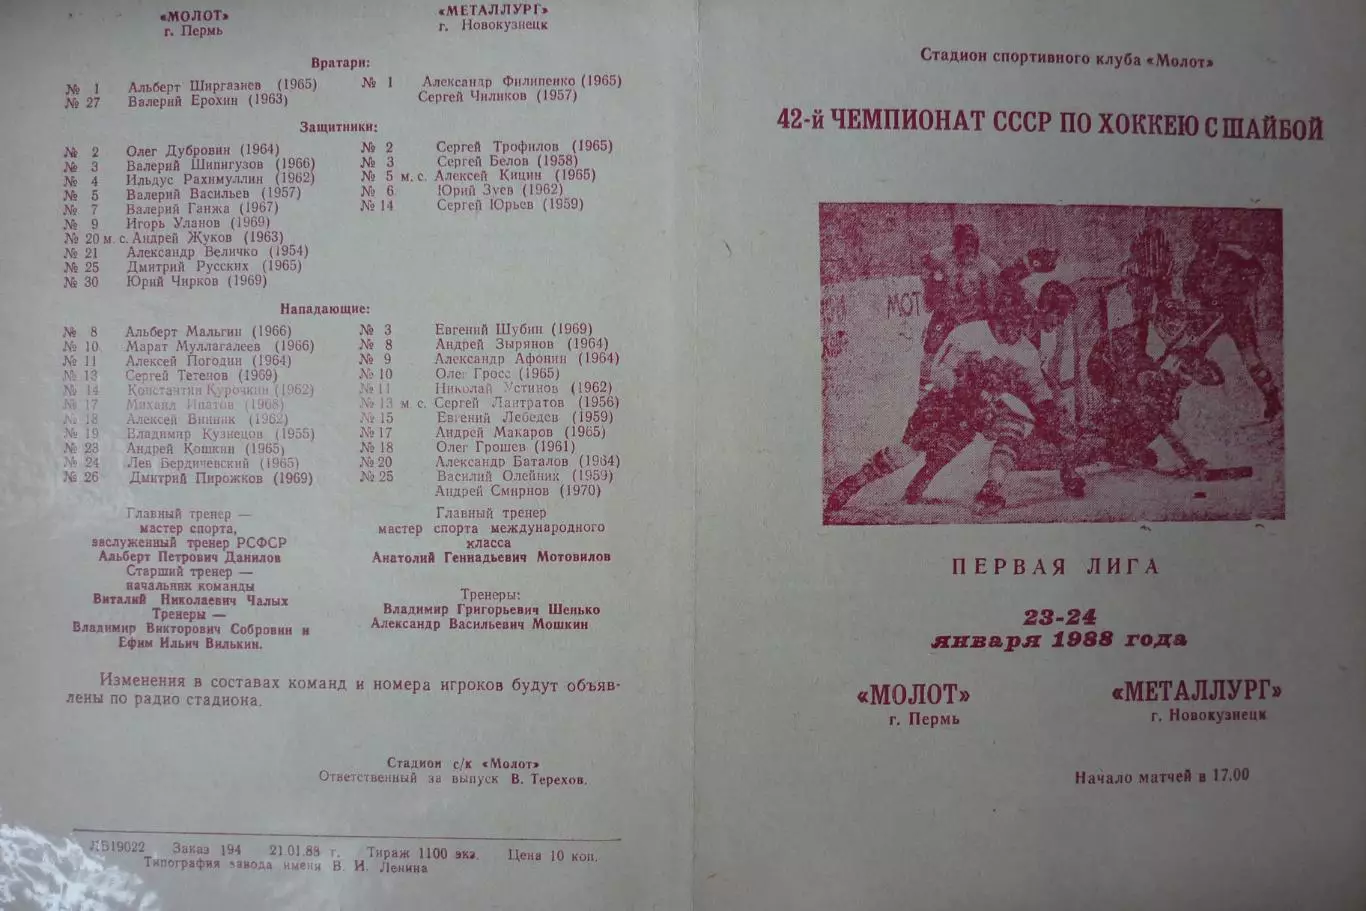 «МОЛОТ»
г. Пермь
«МЕТАЛЛУРГ»
г. Новокузнецк
Вратари:
№ 1 Альберт Ширгазиев (1965)
№ 27 Валерий Ерохин (1963)
№ 1 Александр Филипенко (1965)
Сергей Чиликов (1957)
Защитники:
№ 2 Олег Дубровин (1964)
№ 3 Валерий Шипигузов (1966)
№ 4 Ильдус Рахимуллин (1962)
№ 5 Валерий Васильев (1957)
№ 7 Валерий Ганжа (1967)
№ 9 Игорь Уланов (1969)
№ 20 м. с. Андрей Жуков (1963)
№ 21 Александр Величко (1954)
№ 25 Дмитрий Русских (1965)
№ 30 Юрий Чирков (1969)
№ 2 Сергей Трофилов (1965)
№ 3 Сергей Белов (1958)
№ 5 м. с. Алексей Кицин (1965)
№ 6 Юрий Зуев (1962)
№ 14 Сергей Юрьев (1959)
Нападающие:
№ 8 Альберт Мальгин (1966)
№ 10 Марат Муллагалеев (1966)
№ 11 Алексей Погодин (1964)
№ 13 Сергей Тетенов (1969)
№ 14 Константин Курочкин (1962)
№ 17 Михаил Ипатов (1968)
№ 18 Алексей Винник (1962)
№ 19 Владимир Кузнецов (1955)
№ 23 Андрей Кошкин (1965)
№ 24 Лев Бердичевский (1965)
№ 26 Дмитрий Пирожков (1969)
№ 3 Евгений Шубин (1969)
№ 8 Андрей Зырянов (1964)
№ 9 Александр Афонин (1964)
№ 10 Олег Гросс (1965)
№ 11 Николай Устинов (1962)
№ 13 м. с. Сергей Лантратов (1956)
№ 15 Евгений Лебедев (1959)
№ 17 Андрей Макаров (1965)
№ 18 Олег Грошев (1961)
№ 20 Александр Баталов (1964)
№ 25 Василий Олейник (1959)
Андрей Смирнов (1970)
Главный тренер —
мастер спорта,
заслуженный тренер РСФСР
Альберт Петрович Данилов
Старший тренер —
начальник команды
Виталий Николаевич Чалых
Тренеры —
Владимир Викторович Собровин и
Ефим Ильич Вилькин.
Главный тренер
мастер спорта международного
класса
Анатолий Геннадьевич Мотовилов
Тренеры:
Владимир Григорьевич Шенько
Александр Васильевич Мошкин
Изменения в составах команд и номера игроков будут объяв-
лены по радио стадиона.
Стадион с/к «Молот»
Ответственный за выпуск В. Терехов.
ЛБ19022 Заказ 194 21.01.88 г. Тираж 1100 экз. Цена 10 коп.
Типография завода имени В. И. Ленина
Стадион спортивного клуба «Молот»
42-й ЧЕМПИОНАТ СССР ПО ХОККЕЮ С ШАЙБОЙ
МОТ
ПЕРВАЯ ЛИГА
23-24
января 1988 года
«МОЛОТ»
г. Пермь
«МЕТАЛЛУРГ»
г. Новокузнецк
Начало матчей в 17.00